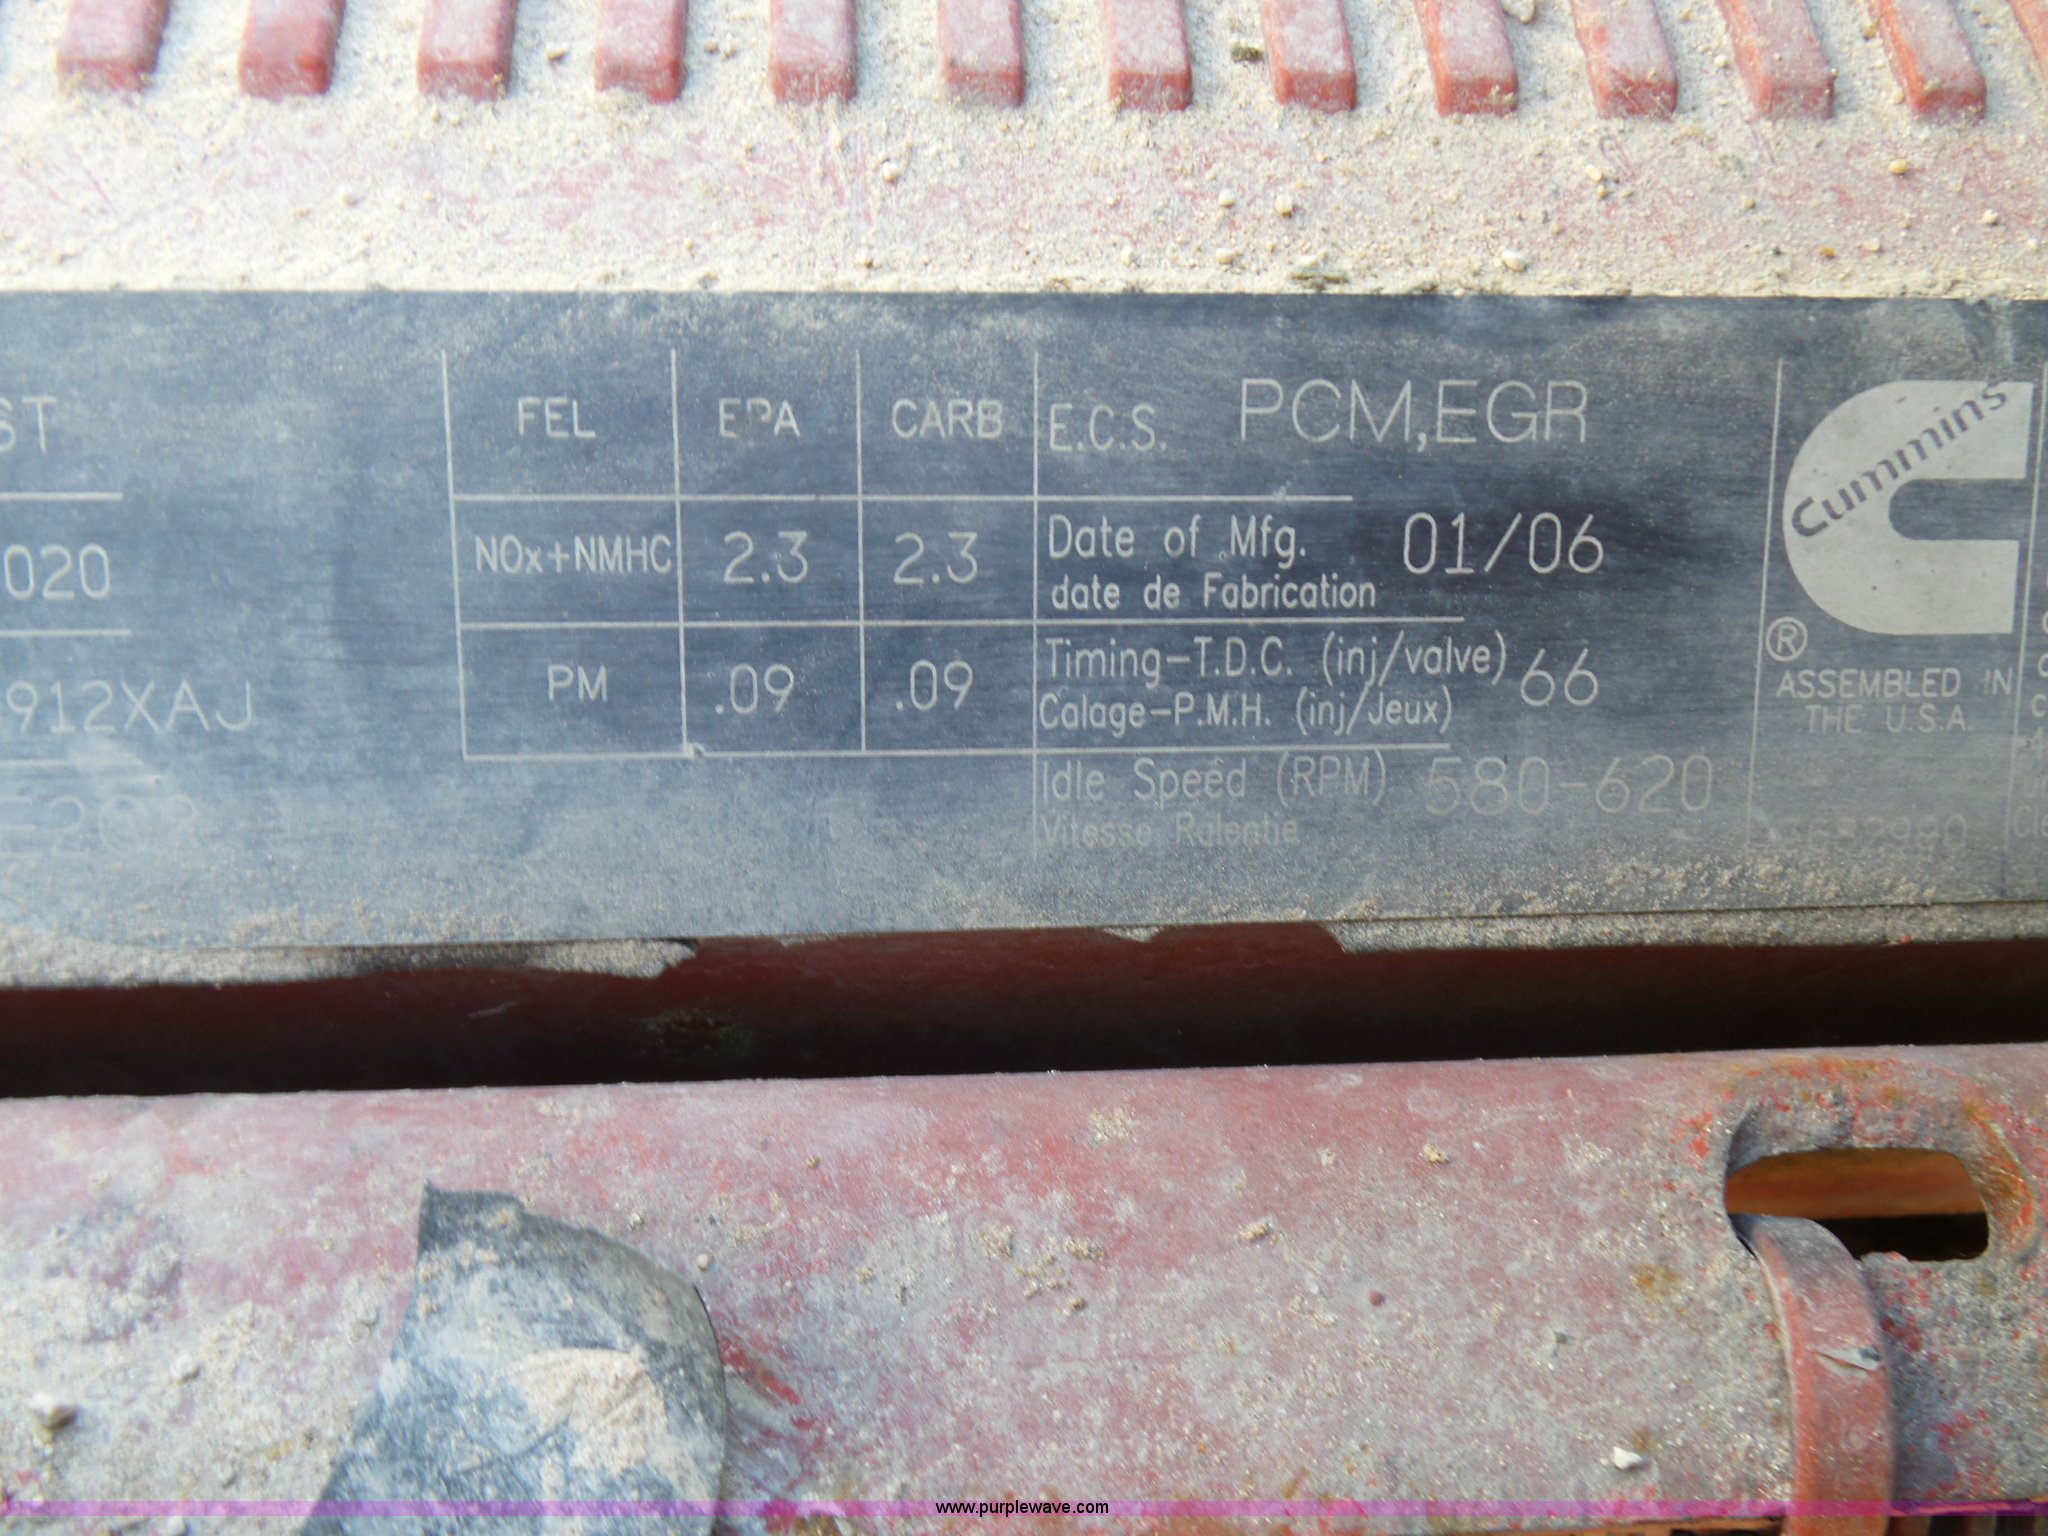 ST
020
912XAJ
FEL EPA CARB
NOx+NMHC 2.3 2.3
PM .09 .09
E.C.S. PCM,EGR
Date of Mfg. 01/06
date de Fabrication
Timing-T.D.C. (inj/valve) 66
Calage-P.M.H. (inj/Jeux)
Idle Speed (RPM) 580-620
Vitesse Ralentie
Cummins
®
ASSEMBLED IN
THE U.S.A.
www.purplewave.com